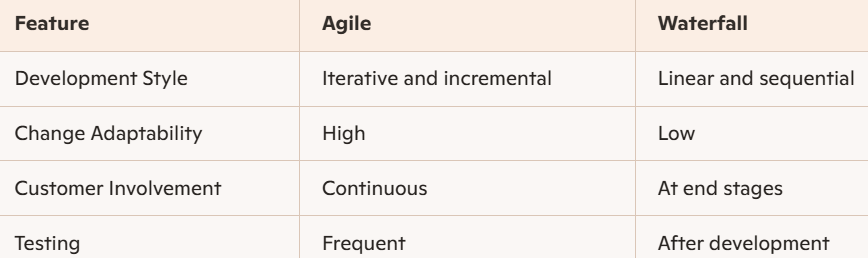 Feature Agile Waterfall
Development Style Iterative and incremental Linear and sequential
Change Adaptability High Low
Customer Involvement Continuous At end stages
Testing Frequent After development